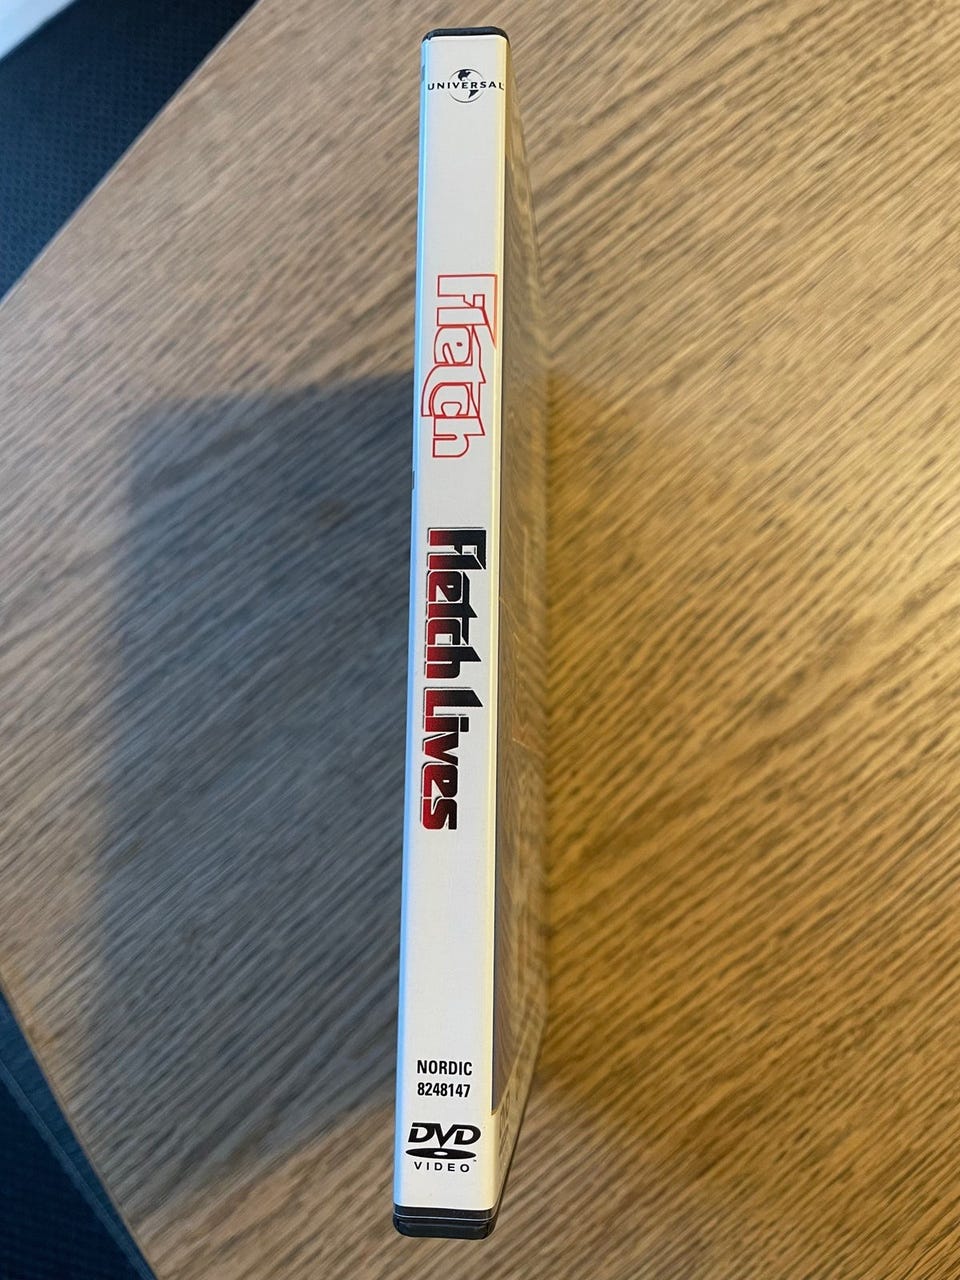 UNIVERSAL
Fletch
Fletch Lives
NORDIC
8248147
DVD
VIDEO